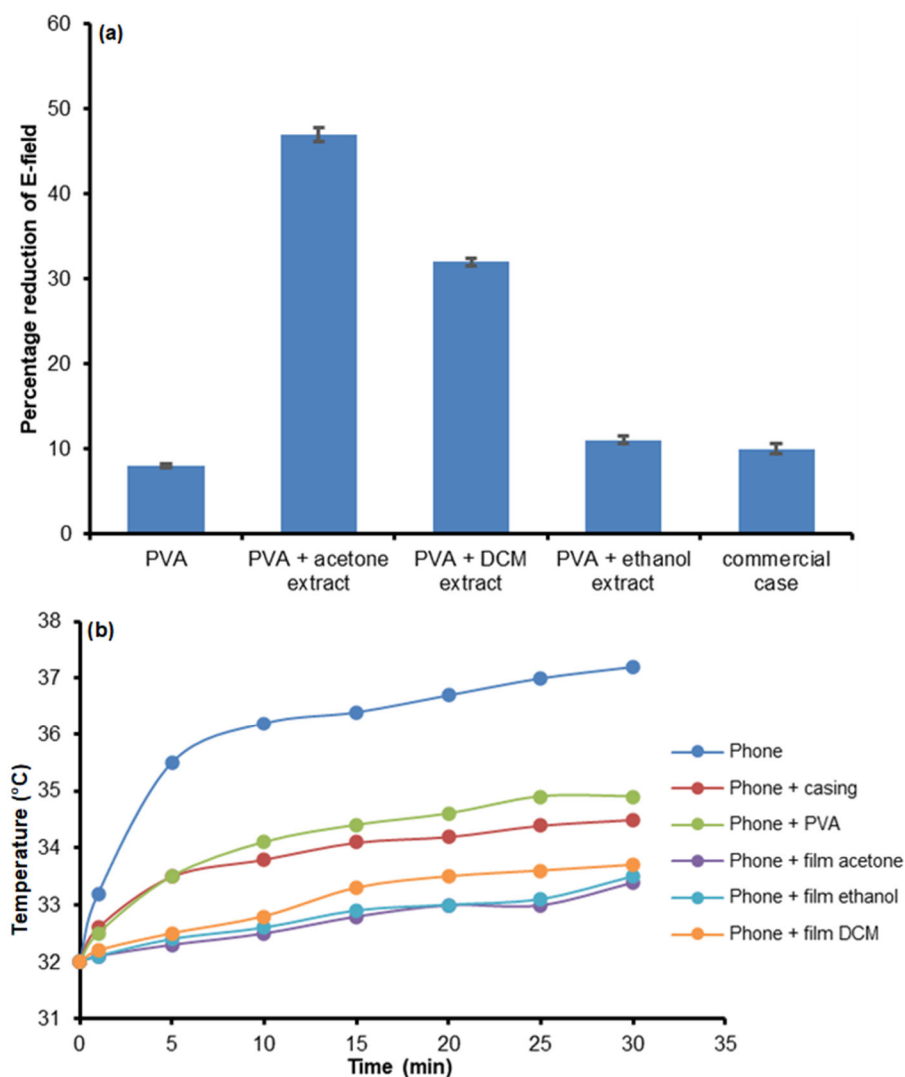 (a)
Percentage reduction of E-field
60
50
40
30
20
10
0
PVA
PVA + acetone
extract
PVA + DCM
extract
PVA + ethanol
extract
commercial
case
(b)
Temperature (°C)
38
37
36
35
34
33
32
31
0
5
10
15
20
25
30
35
Time (min)
Phone
Phone + casing
Phone + PVA
Phone + film acetone
Phone + film ethanol
Phone + film DCM